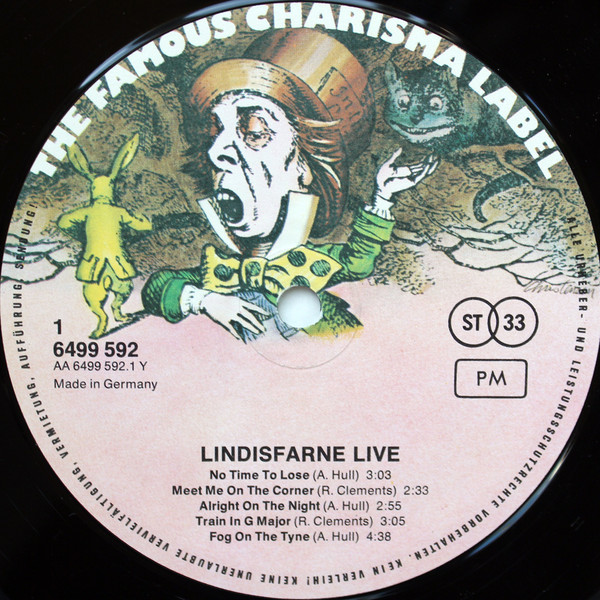 THE FAMOUS CHARISMA LABEL
1
6499 592
AA 6499 592.1 Y
Made in Germany
ST 33
PM
LINDISFARNE LIVE
No Time To Lose (A. Hull) 3:03
Meet Me On The Corner (R. Clements) 2:33
Alright On The Night (A. Hull) 2:55
Train In G Major (R. Clements) 3:05
Fog On The Tyne (A. Hull) 4:38
ALLE URHEBER- UND LEISTUNGSSCHUTZRECHTE VORBEHALTEN. KEIN VERLEIH! KEINE UNERLAUBTE VERVIELFÄLTIGUNG, VERMIETUNG, AUFFÜHRUNG, SENDUNG!